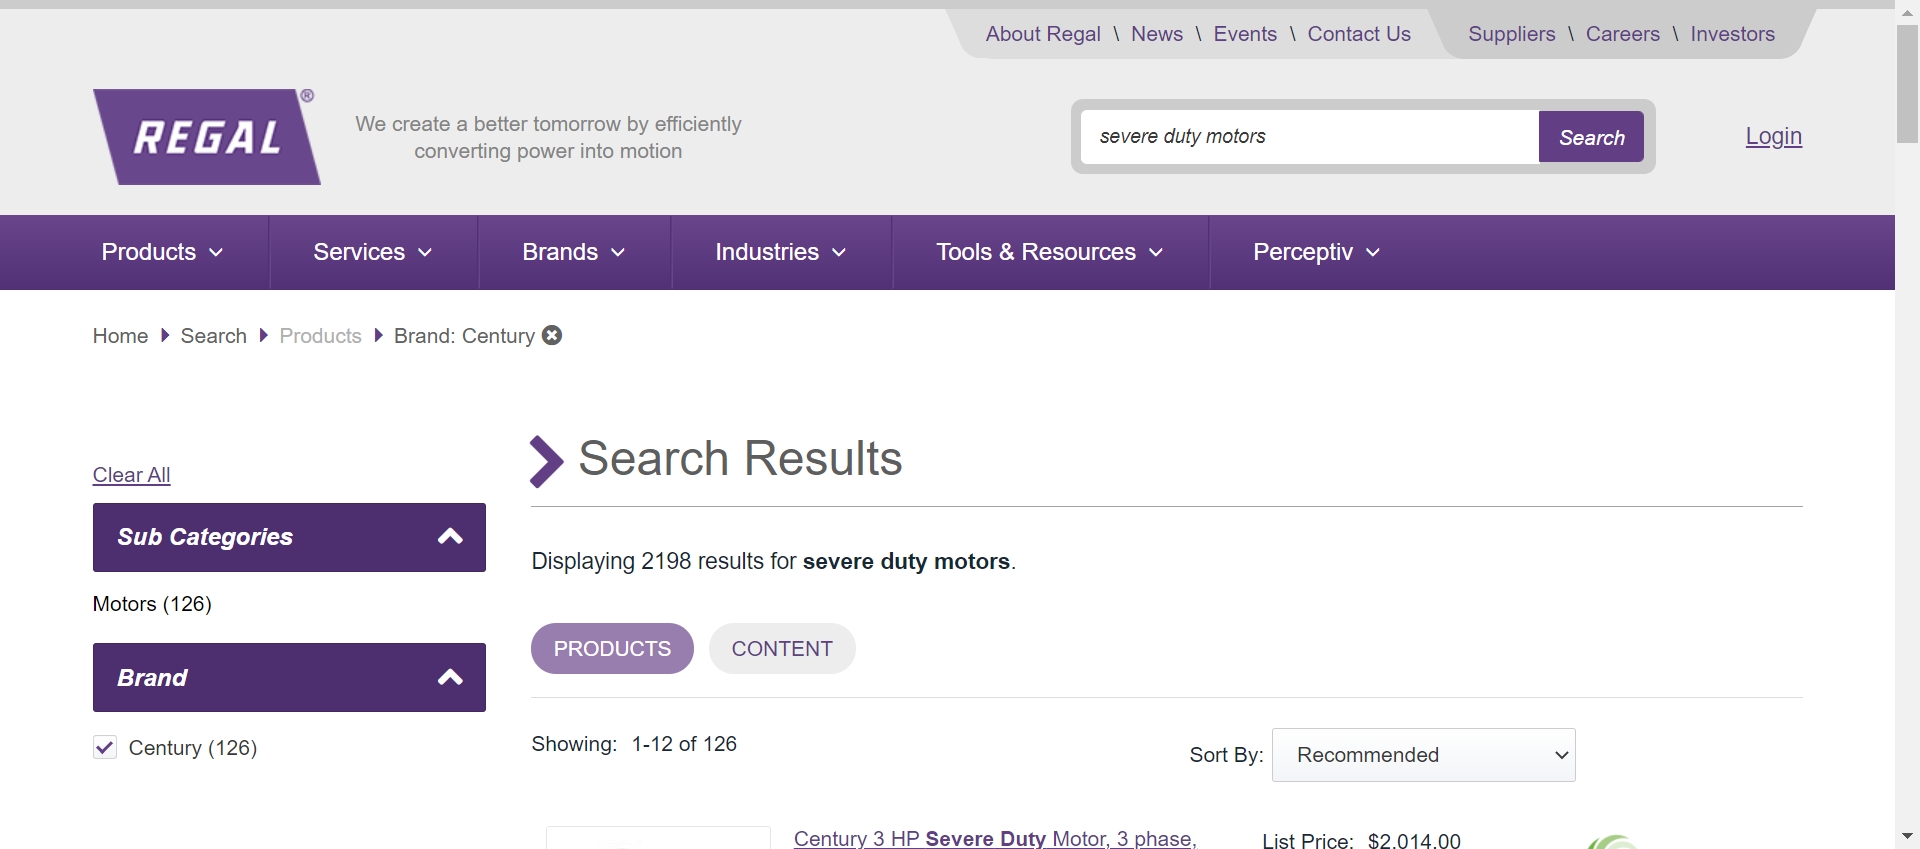 About Regal \ News \ Events \ Contact Us
Suppliers \ Careers \ Investors
REGAL®
We create a better tomorrow by efficiently
converting power into motion
severe duty motors
Search
Login
Products
Services
Brands
Industries
Tools & Resources
Perceptiv
Home Search Products Brand: Century
Search Results
Clear All
Sub Categories
Motors (126)
Brand
Century (126)
Displaying 2198 results for severe duty motors.
PRODUCTS
CONTENT
Showing: 1-12 of 126
Sort By: Recommended
Century 3 HP Severe Duty Motor, 3 phase,
List Price: $2,014.00